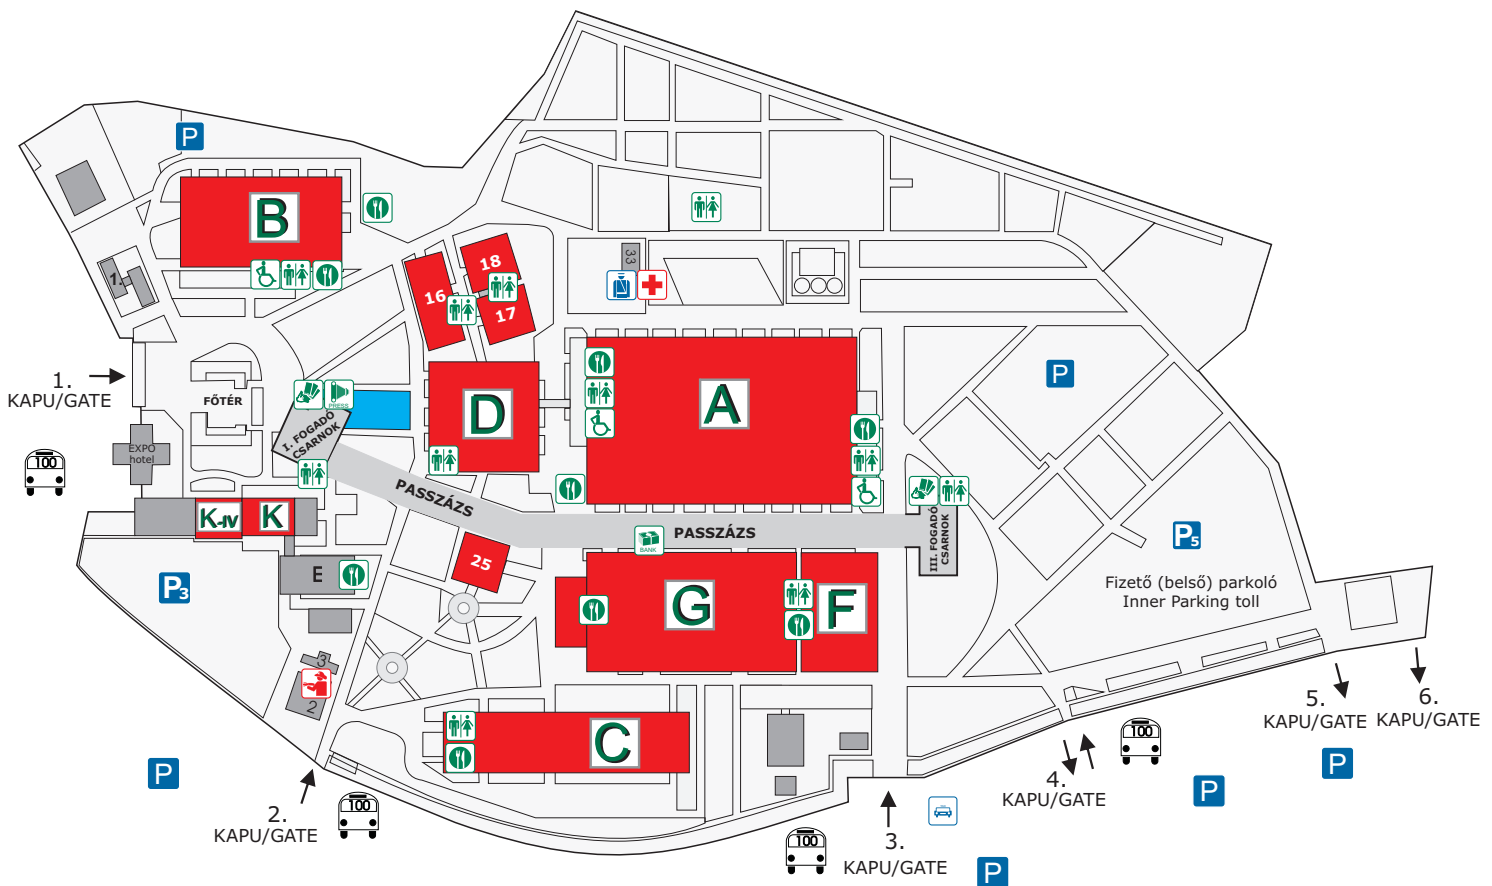 P
B
18
16
17
33
1.
1.
KAPU/GATE
FŐTÉR
PRESS
I. FOGADÓ
CSARNOK
D
A
P
EXPO
hotel
100
PASSZÁZS
K-IV
K
PASSZÁZS
BANK
III. FOGADÓ
CSARNOK
P5
25
E
P3
G
F
Fizető (belső) parkoló
Inner Parking toll
3
2
C
5.
KAPU/GATE
6.
KAPU/GATE
100
P
P
4.
KAPU/GATE
P
2.
KAPU/GATE
100
100
3.
KAPU/GATE
P